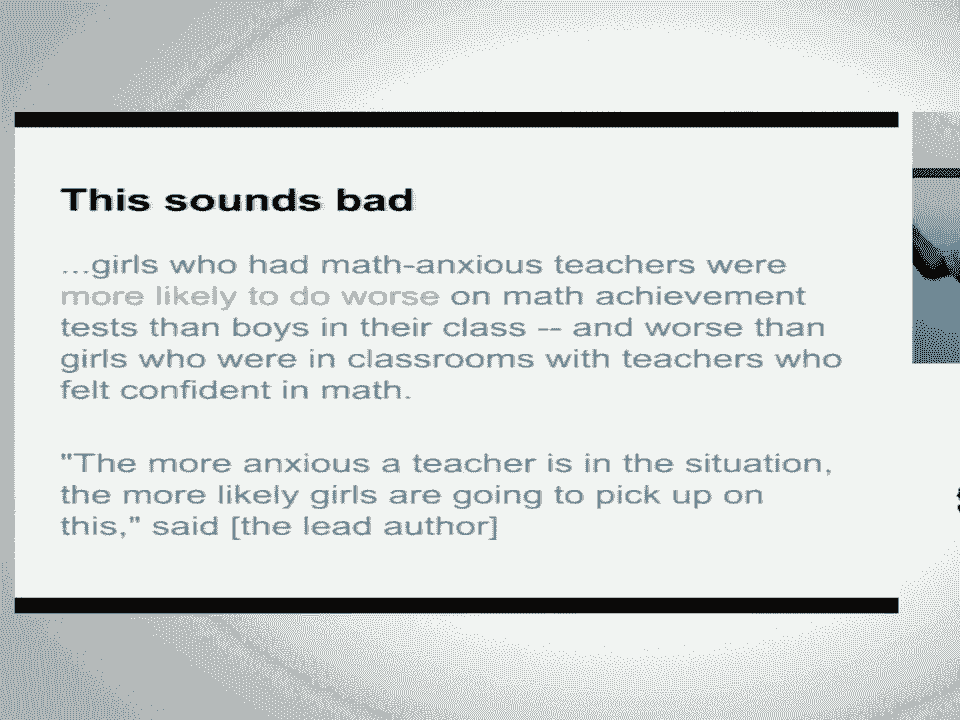 This sounds bad
...girls who had math-anxious teachers were
more likely to do worse on math achievement
tests than boys in their class -- and worse than
girls who were in classrooms with teachers who
felt confident in math.
"The more anxious a teacher is in the situation,
the more likely girls are going to pick up on
this," said [the lead author]